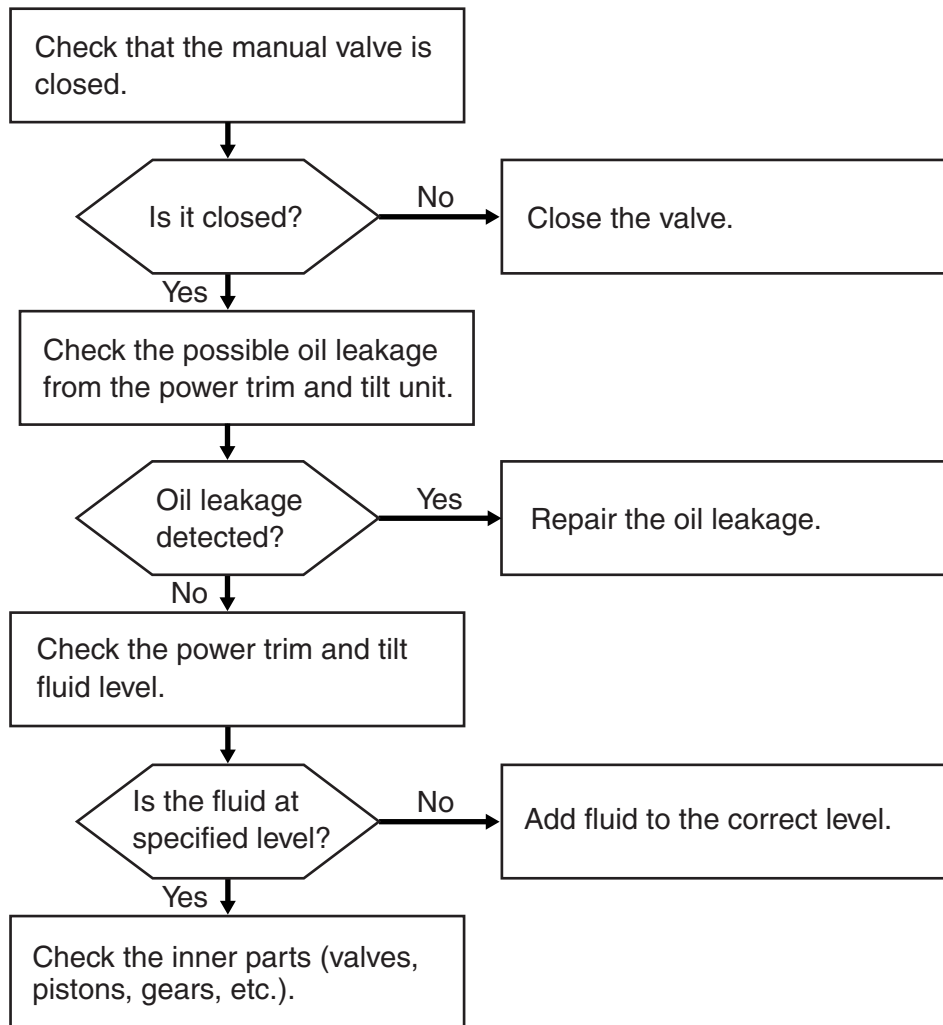 Check that the manual valve is
closed.
Is it closed?
No
Close the valve.
Yes
Check the possible oil leakage
from the power trim and tilt unit.
Oil leakage
detected?
Yes
Repair the oil leakage.
No
Check the power trim and tilt
fluid level.
Is the fluid at
specified level?
No
Add fluid to the correct level.
Yes
Check the inner parts (valves,
pistons, gears, etc.).